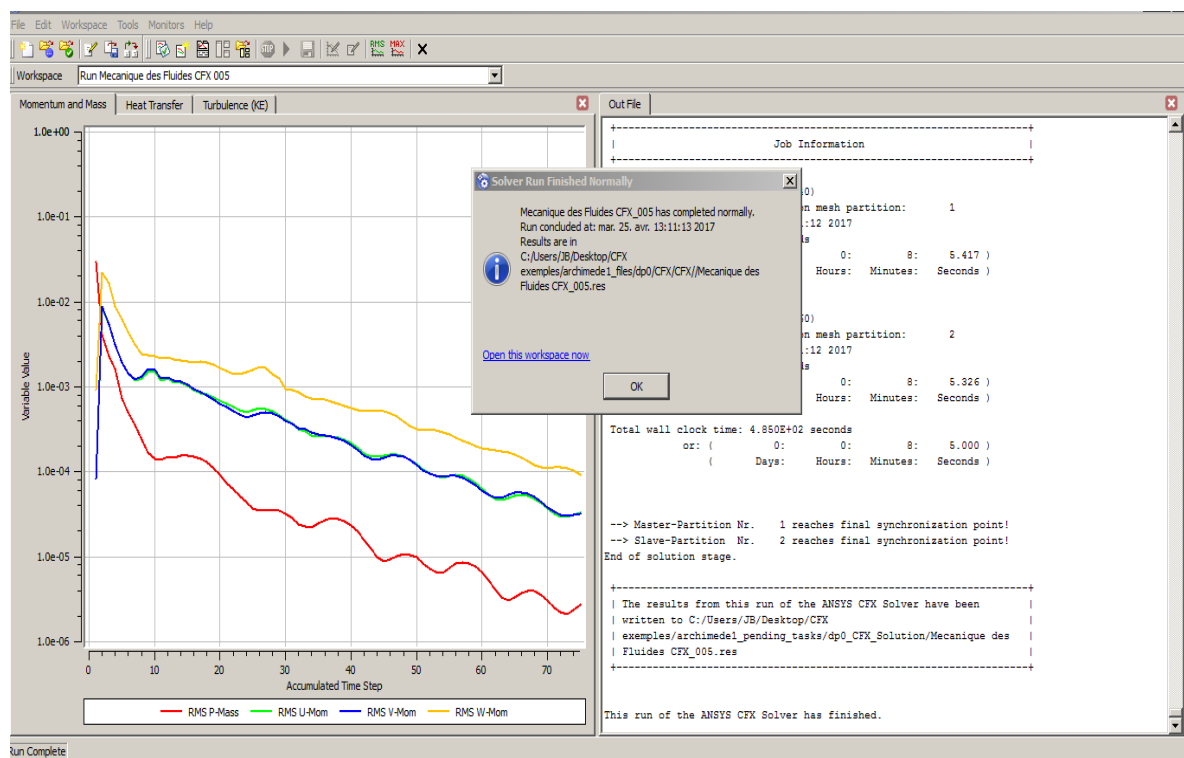 File Edit Workspace Tools Monitors Help
RMS MAX
Workspace Run Mecanique des Fluides CFX 005
Momentum and Mass Heat Transfer Turbulence (KE)
1.0e+00
1.0e-01
1.0e-02
1.0e-03
1.0e-04
1.0e-05
1.0e-06
Variable Value
0 10 20 30 40 50 60 70
Accumulated Time Step
RMS P-Mass RMS U-Mom RMS V-Mom RMS W-Mom
Out File
+--------------------------------------------------------------------+
| Job Information |
+--------------------------------------------------------------------+
n mesh partition: 1
:12 2017
0: 8: 5.417 )
Hours: Minutes: Seconds )
n mesh partition: 2
:12 2017
0: 8: 5.326 )
Hours: Minutes: Seconds )
Total wall clock time: 4.850E+02 seconds
or: ( 0: 0: 8: 5.000 )
( Days: Hours: Minutes: Seconds )
--> Master-Partition Nr. 1 reaches final synchronization point!
--> Slave-Partition Nr. 2 reaches final synchronization point!
End of solution stage.
+--------------------------------------------------------------------+
| The results from this run of the ANSYS CFX Solver have been |
| written to C:/Users/JB/Desktop/CFX |
| exemples/archimede1_pending_tasks/dp0_CFX_Solution/Mecanique des |
| Fluides CFX_005.res |
+--------------------------------------------------------------------+
This run of the ANSYS CFX Solver has finished.
Solver Run Finished Normally
Mecanique des Fluides CFX_005 has completed normally.
Run concluded at: mar. 25. avr. 13:11:13 2017
Results are in
C:/Users/JB/Desktop/CFX
exemples/archimede1_files/dp0/CFX/CFX//Mecanique des
Fluides CFX_005.res
Open this workspace now
OK
Run Complete